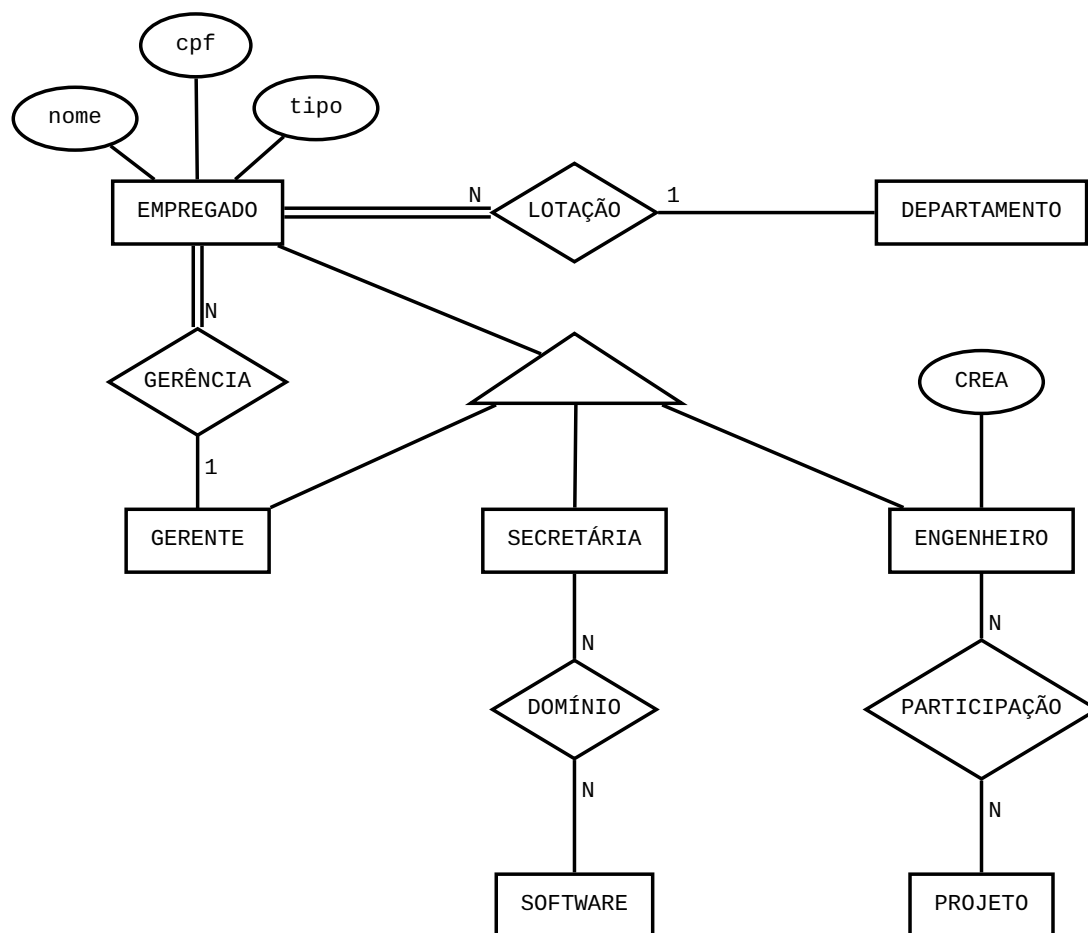 cpf
nome
tipo
EMPREGADO
N
LOTAÇÃO
1
DEPARTAMENTO
N
GERÊNCIA
CREA
1
GERENTE
SECRETÁRIA
ENGENHEIRO
N
N
DOMÍNIO
PARTICIPAÇÃO
N
N
SOFTWARE
PROJETO